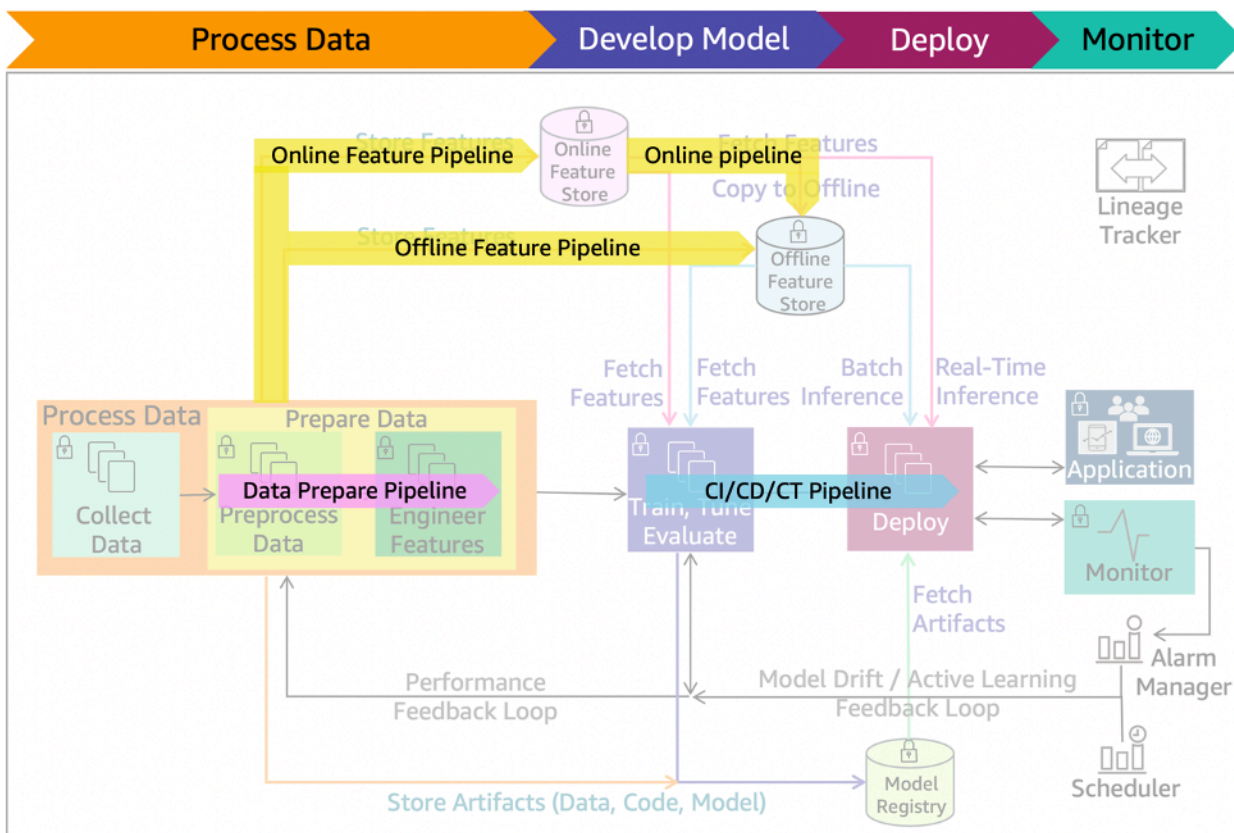 Process Data
Develop Model
Deploy
Monitor
Store Features
Online Feature Pipeline
Online
Feature
Store
Fetch Features
Online pipeline
Copy to Offline
Lineage
Tracker
Store Features
Offline Feature Pipeline
Offline
Feature
Store
Fetch
Features
Fetch
Features
Batch
Inference
Real-Time
Inference
Process Data
Prepare Data
Collect
Data
Data Prepare Pipeline
Preprocess
Data
Engineer
Features
CI/CD/CT Pipeline
Train, Tune
Evaluate
Deploy
Application
Monitor
Fetch
Artifacts
Alarm
Manager
Performance
Feedback Loop
Model Drift / Active Learning
Feedback Loop
Scheduler
Model
Registry
Store Artifacts (Data, Code, Model)